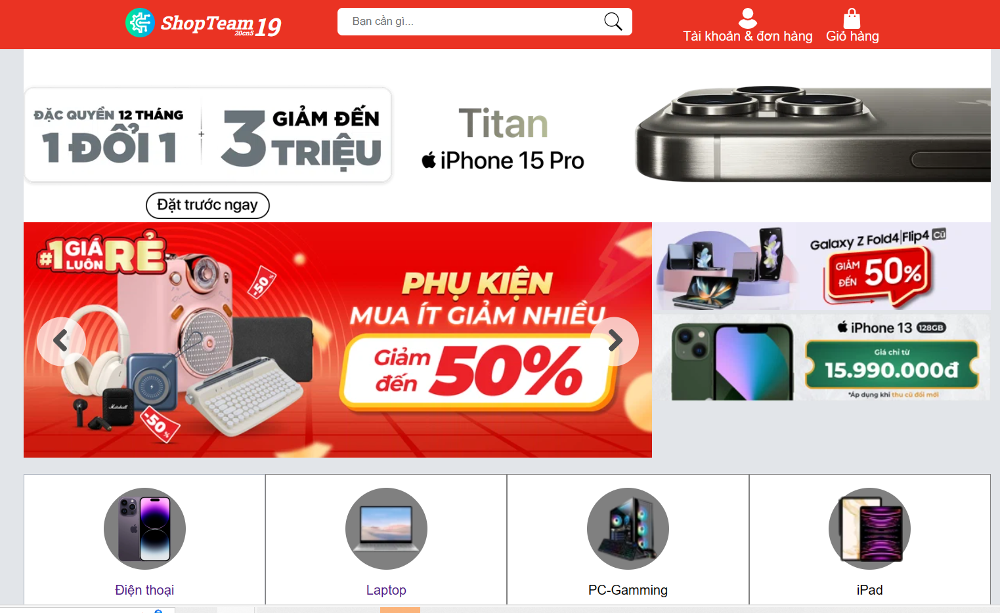 ShopTeam 19
20cn5
Bạn cần gì...
Tài khoản & đơn hàng
Giỏ hàng
ĐẶC QUYỀN 12 THÁNG
1 ĐỔI 1
+
3
GIẢM ĐẾN
TRIỆU
Đặt trước ngay
Titan
iPhone 15 Pro
#1 GIÁ
LUÔN RẺ
-50%
PHỤ KIỆN
MUA ÍT GIẢM NHIỀU
Giảm
đến 50%
Marshall
-50%
Galaxy Z Fold4|Flip4 Cũ
GIẢM
ĐẾN 50%
iPhone 13 128GB
Giá chỉ từ
15.990.000đ
*Áp dụng khi thu cũ đổi mới
Điện thoại
Laptop
PC-Gamming
iPad